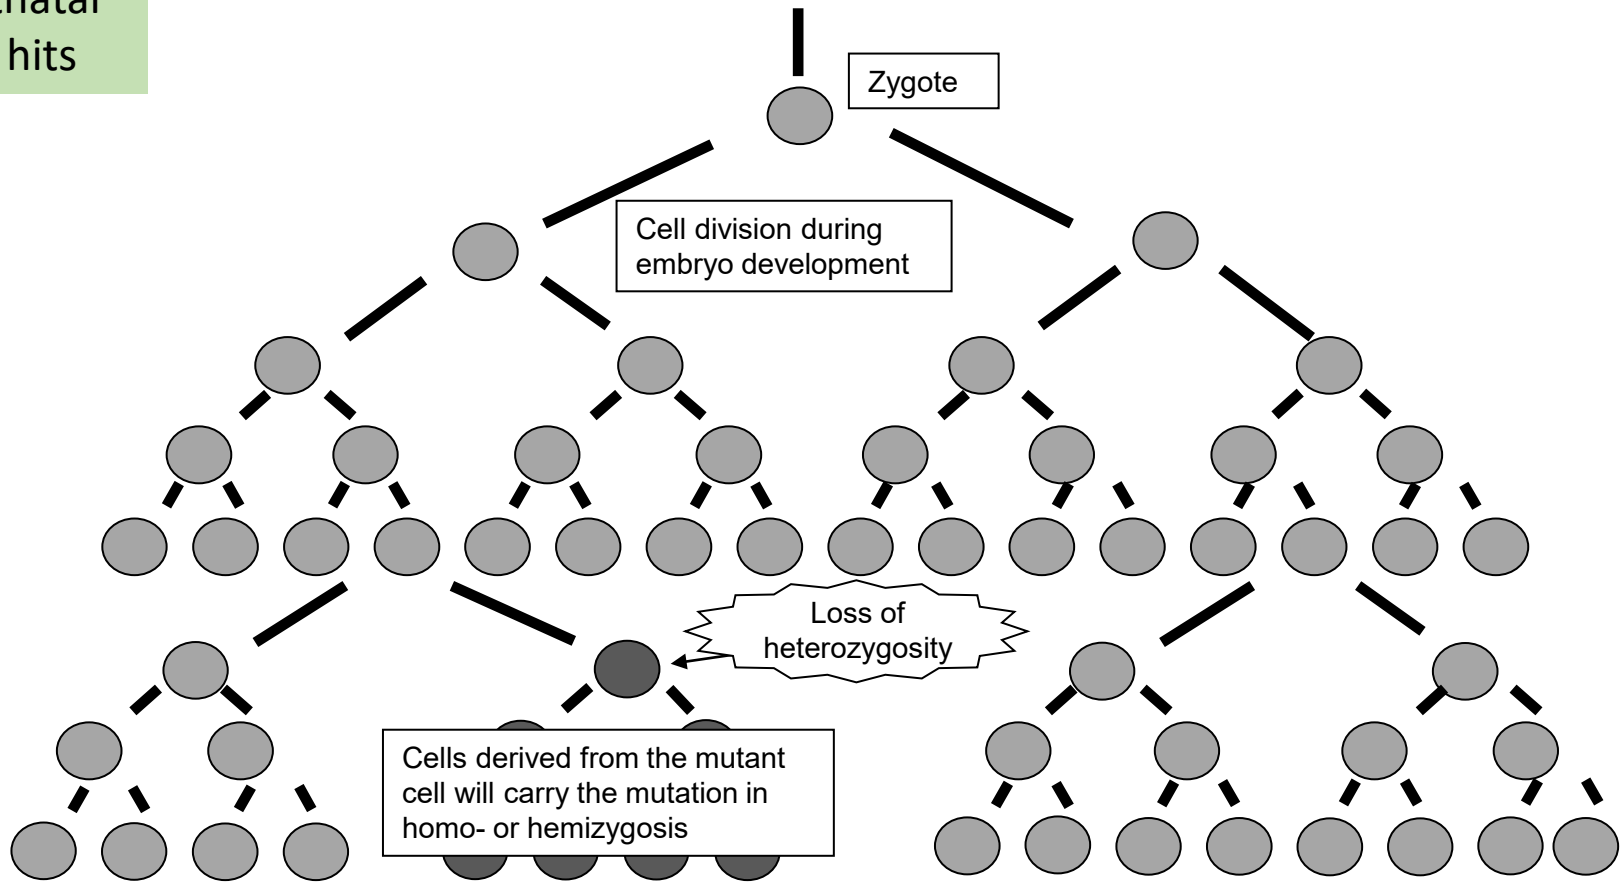 hits
Zygote
Cell division during
embryo development
Loss of
heterozygosity
Cells derived from the mutant
cell will carry the mutation in
homo- or hemizygosis